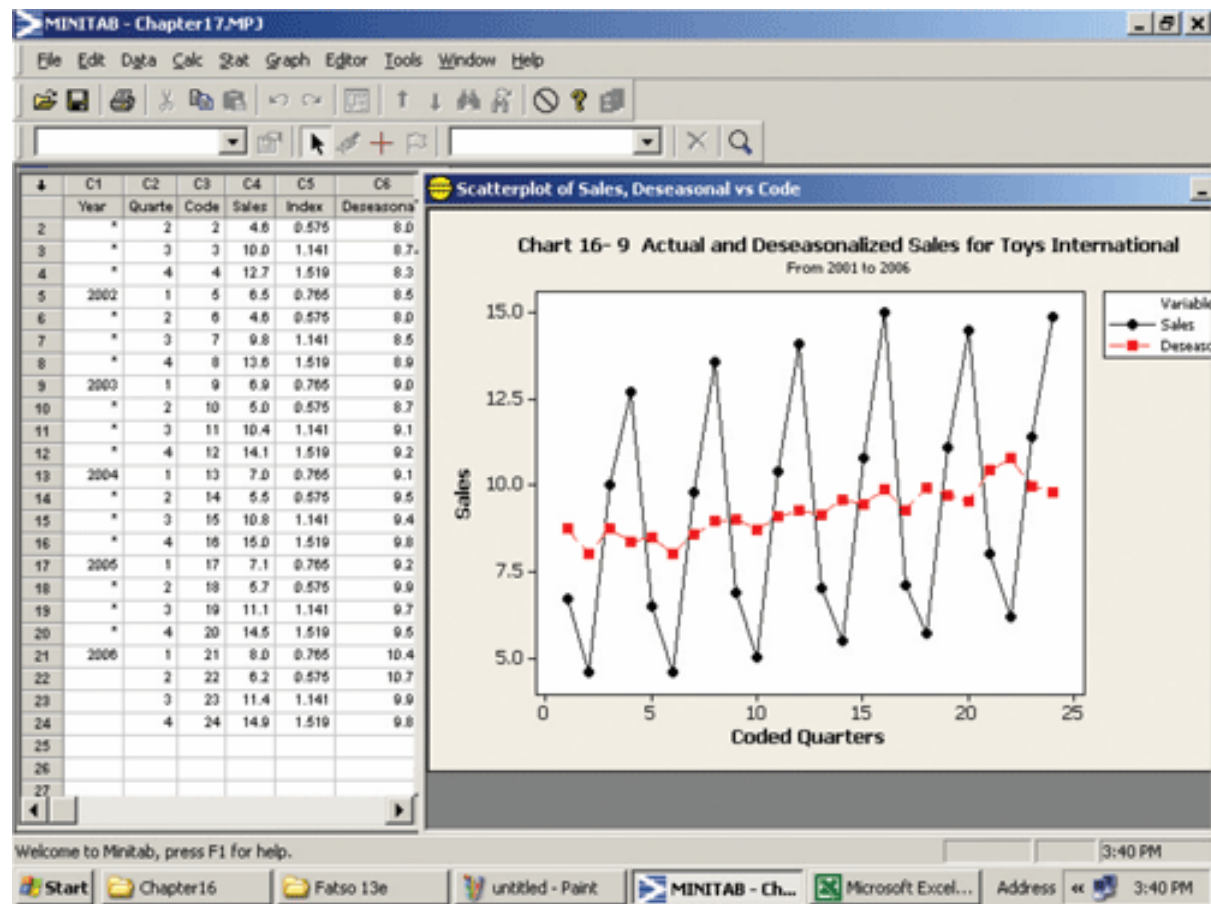 MINITAB - Chapter17.MPJ
File Edit Data Calc Stat Graph Editor Tools Window Help
C1 C2 C3 C4 C5 C6
Year Quarte Code Sales Index Deseasona
2 * 2 2 4.6 0.575 8.0
3 * 3 3 10.0 1.141 8.7
4 * 4 4 12.7 1.519 8.3
5 2002 1 5 6.5 0.765 8.5
6 * 2 6 4.6 0.575 8.0
7 * 3 7 9.8 1.141 8.5
8 * 4 8 13.6 1.519 8.9
9 2003 1 9 6.9 0.765 9.0
10 * 2 10 5.0 0.575 8.7
11 * 3 11 10.4 1.141 9.1
12 * 4 12 14.1 1.519 9.2
13 2004 1 13 7.0 0.765 9.1
14 * 2 14 5.5 0.575 9.5
15 * 3 15 10.8 1.141 9.4
16 * 4 16 15.0 1.519 9.8
17 2005 1 17 7.1 0.765 9.2
18 * 2 18 5.7 0.575 9.9
19 * 3 19 11.1 1.141 9.7
20 * 4 20 14.5 1.519 9.5
21 2006 1 21 8.0 0.765 10.4
22 2 22 6.2 0.575 10.7
23 3 23 11.4 1.141 9.9
24 4 24 14.9 1.519 9.8
25
26
27
Scatterplot of Sales, Deseasonal vs Code
Chart 16- 9 Actual and Deseasonalized Sales for Toys International
From 2001 to 2006
Variable
Sales
Deseaso
15.0
12.5
10.0
7.5
5.0
Sales
0 5 10 15 20 25
Coded Quarters
Welcome to Minitab, press F1 for help.
3:40 PM
Start Chapter16 Fatso 13e untitled - Paint MINITAB - Ch... Microsoft Excel... Address « 3:40 PM